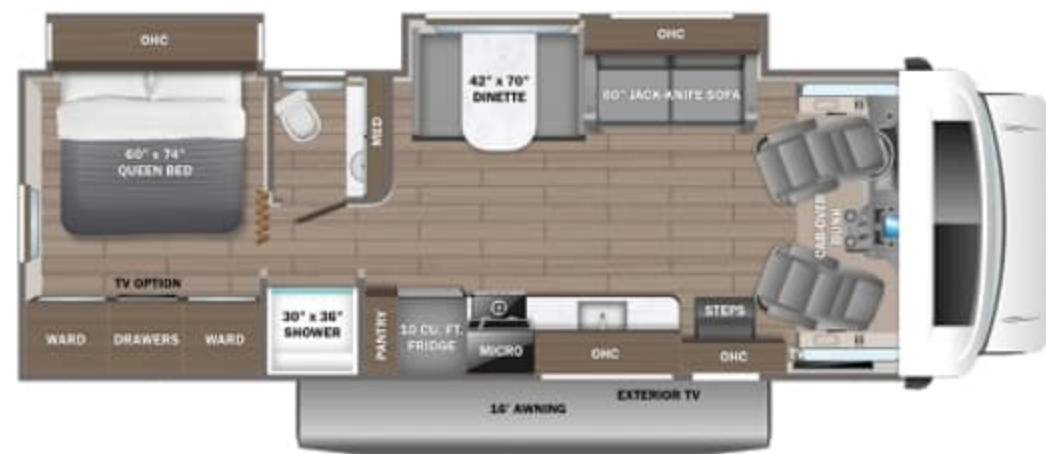 OHC
OHC
42" x 70"
DINETTE
60" JACK-KNIFE SOFA
MED
60" x 74"
QUEEN BED
CAB-OVER
BUNK
TV OPTION
WARD
DRAWERS
WARD
30" x 36"
SHOWER
PANTRY
10 CU. FT.
FRIDGE
MICRO
OHC
STEPS
OHC
TV
EXTERIOR TV
16' AWNING